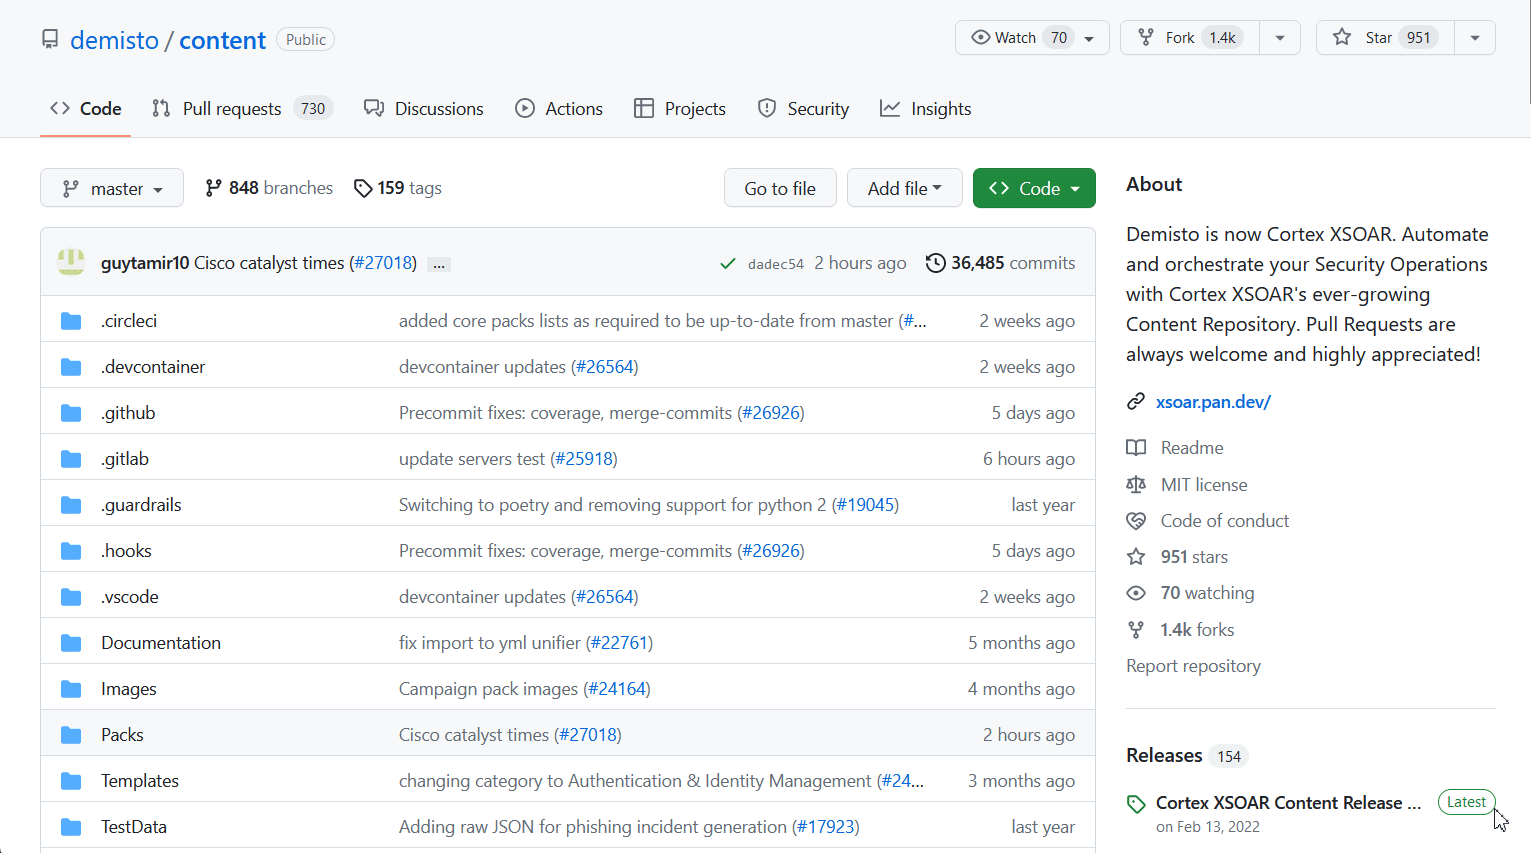 demisto / content Public
Watch 70 Fork 1.4k Star 951
Code Pull requests 730 Discussions Actions Projects Security Insights
master 848 branches 159 tags Go to file Add file Code
guytamir10 Cisco catalyst times (#27018) ... dadec54 2 hours ago 36,485 commits
.circleci added core packs lists as required to be up-to-date from master (#... 2 weeks ago
.devcontainer devcontainer updates (#26564) 2 weeks ago
.github Precommit fixes: coverage, merge-commits (#26926) 5 days ago
.gitlab update servers test (#25918) 6 hours ago
.guardrails Switching to poetry and removing support for python 2 (#19045) last year
.hooks Precommit fixes: coverage, merge-commits (#26926) 5 days ago
.vscode devcontainer updates (#26564) 2 weeks ago
Documentation fix import to yml unifier (#22761) 5 months ago
Images Campaign pack images (#24164) 4 months ago
Packs Cisco catalyst times (#27018) 2 hours ago
Templates changing category to Authentication & Identity Management (#24... 3 months ago
TestData Adding raw JSON for phishing incident generation (#17923) last year
About
Demisto is now Cortex XSOAR. Automate
and orchestrate your Security Operations
with Cortex XSOAR's ever-growing
Content Repository. Pull Requests are
always welcome and highly appreciated!
xsoar.pan.dev/
Readme
MIT license
Code of conduct
951 stars
70 watching
1.4k forks
Report repository
Releases 154
Cortex XSOAR Content Release ... Latest
on Feb 13, 2022